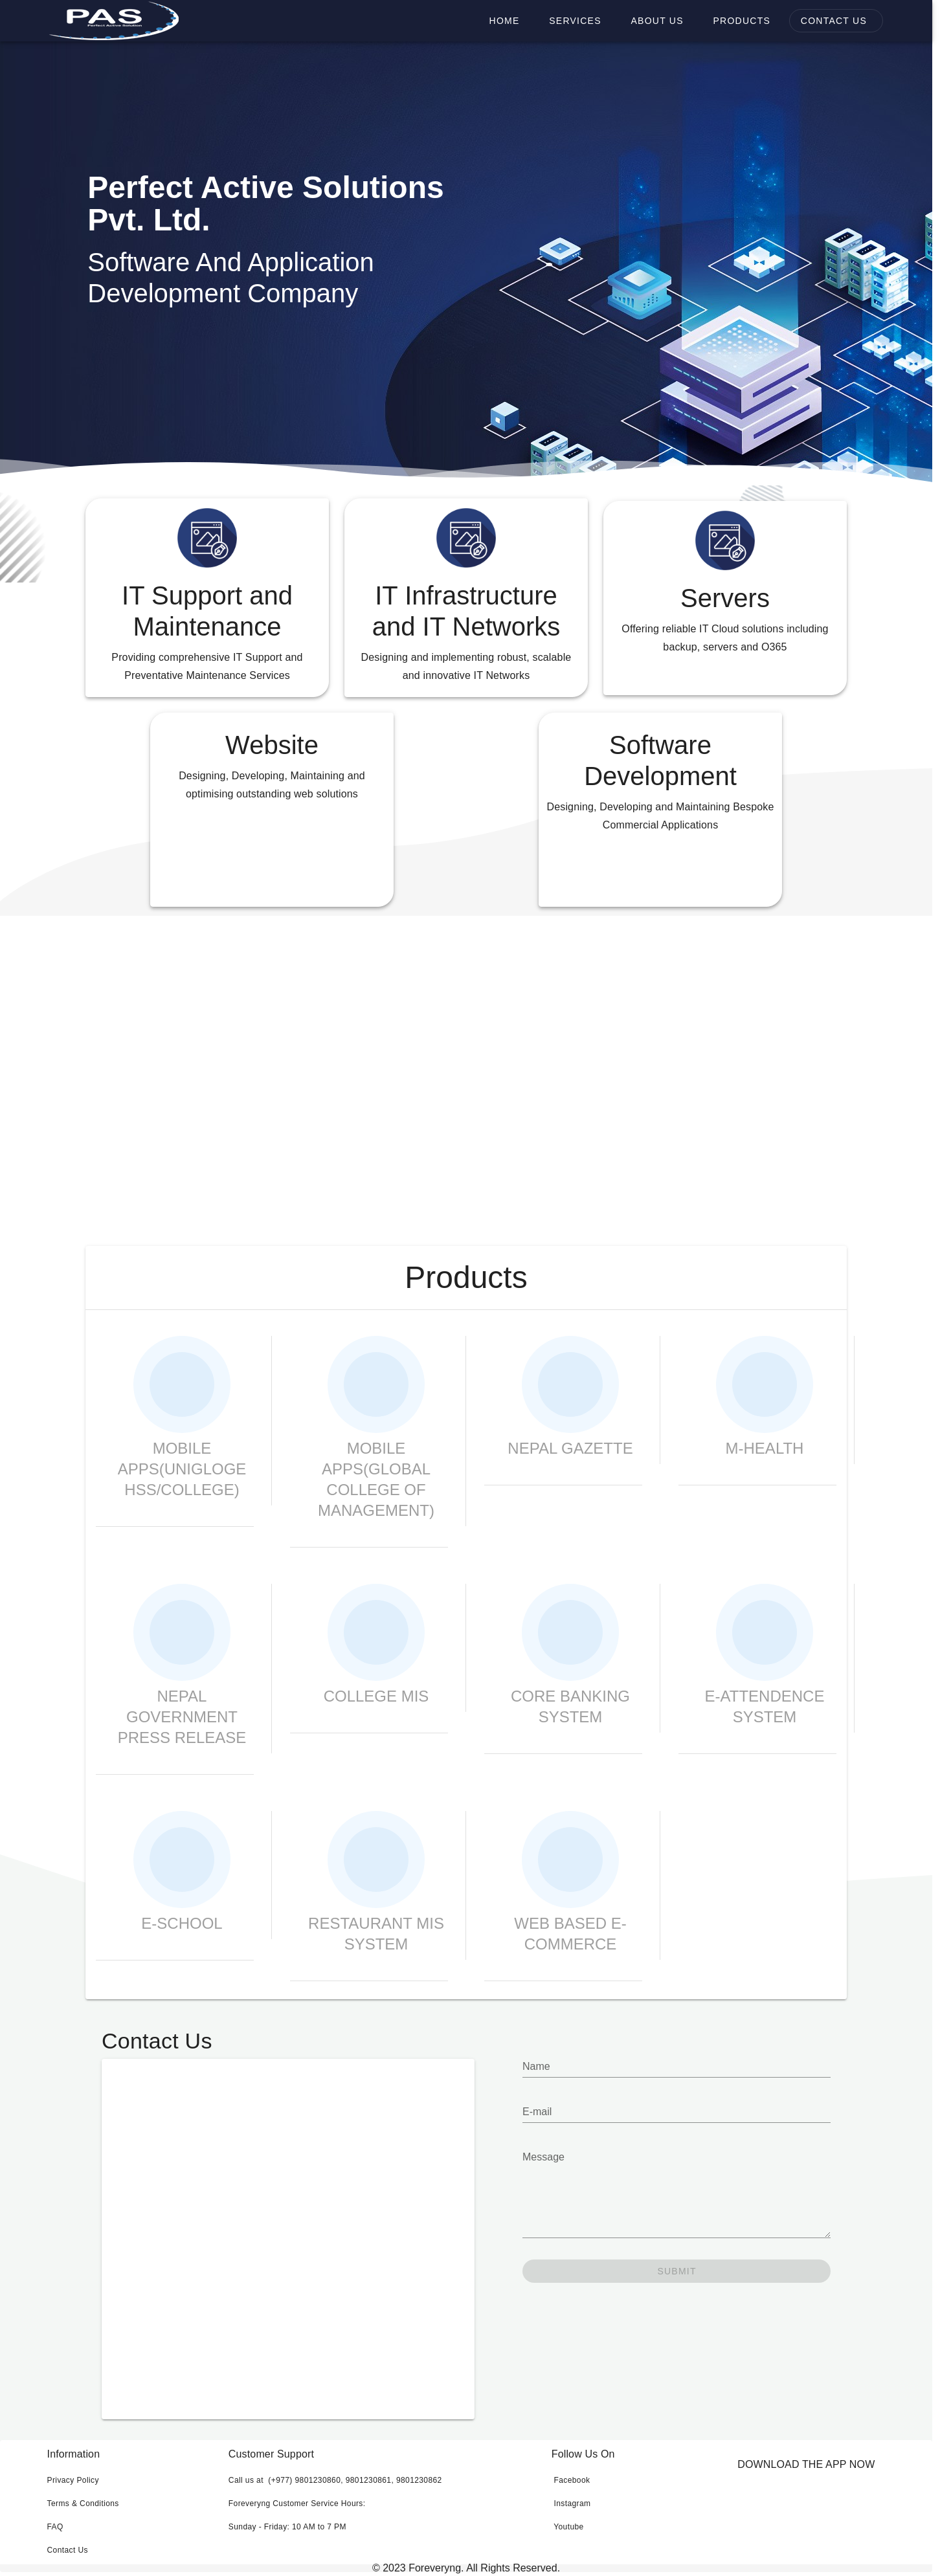 PAS
Perfect Active Solution
HOME SERVICES ABOUT US PRODUCTS CONTACT US
Perfect Active Solutions
Pvt. Ltd.
Software And Application
Development Company
IT Support and
Maintenance
Providing comprehensive IT Support and
Preventative Maintenance Services
IT Infrastructure
and IT Networks
Designing and implementing robust, scalable
and innovative IT Networks
Servers
Offering reliable IT Cloud solutions including
backup, servers and O365
Website
Designing, Developing, Maintaining and
optimising outstanding web solutions
Software
Development
Designing, Developing and Maintaining Bespoke
Commercial Applications
Products
MOBILE
APPS(UNIGLOGE
HSS/COLLEGE)
MOBILE
APPS(GLOBAL
COLLEGE OF
MANAGEMENT)
NEPAL GAZETTE
M-HEALTH
NEPAL
GOVERNMENT
PRESS RELEASE
COLLEGE MIS
CORE BANKING
SYSTEM
E-ATTENDENCE
SYSTEM
E-SCHOOL
RESTAURANT MIS
SYSTEM
WEB BASED E-
COMMERCE
Contact Us
Name
E-mail
Message
SUBMIT
Information
Privacy Policy
Terms & Conditions
FAQ
Contact Us
Customer Support
Call us at (+977) 9801230860, 9801230861, 9801230862
Foreveryng Customer Service Hours:
Sunday - Friday: 10 AM to 7 PM
Follow Us On
Facebook
Instagram
Youtube
DOWNLOAD THE APP NOW
© 2023 Foreveryng. All Rights Reserved.